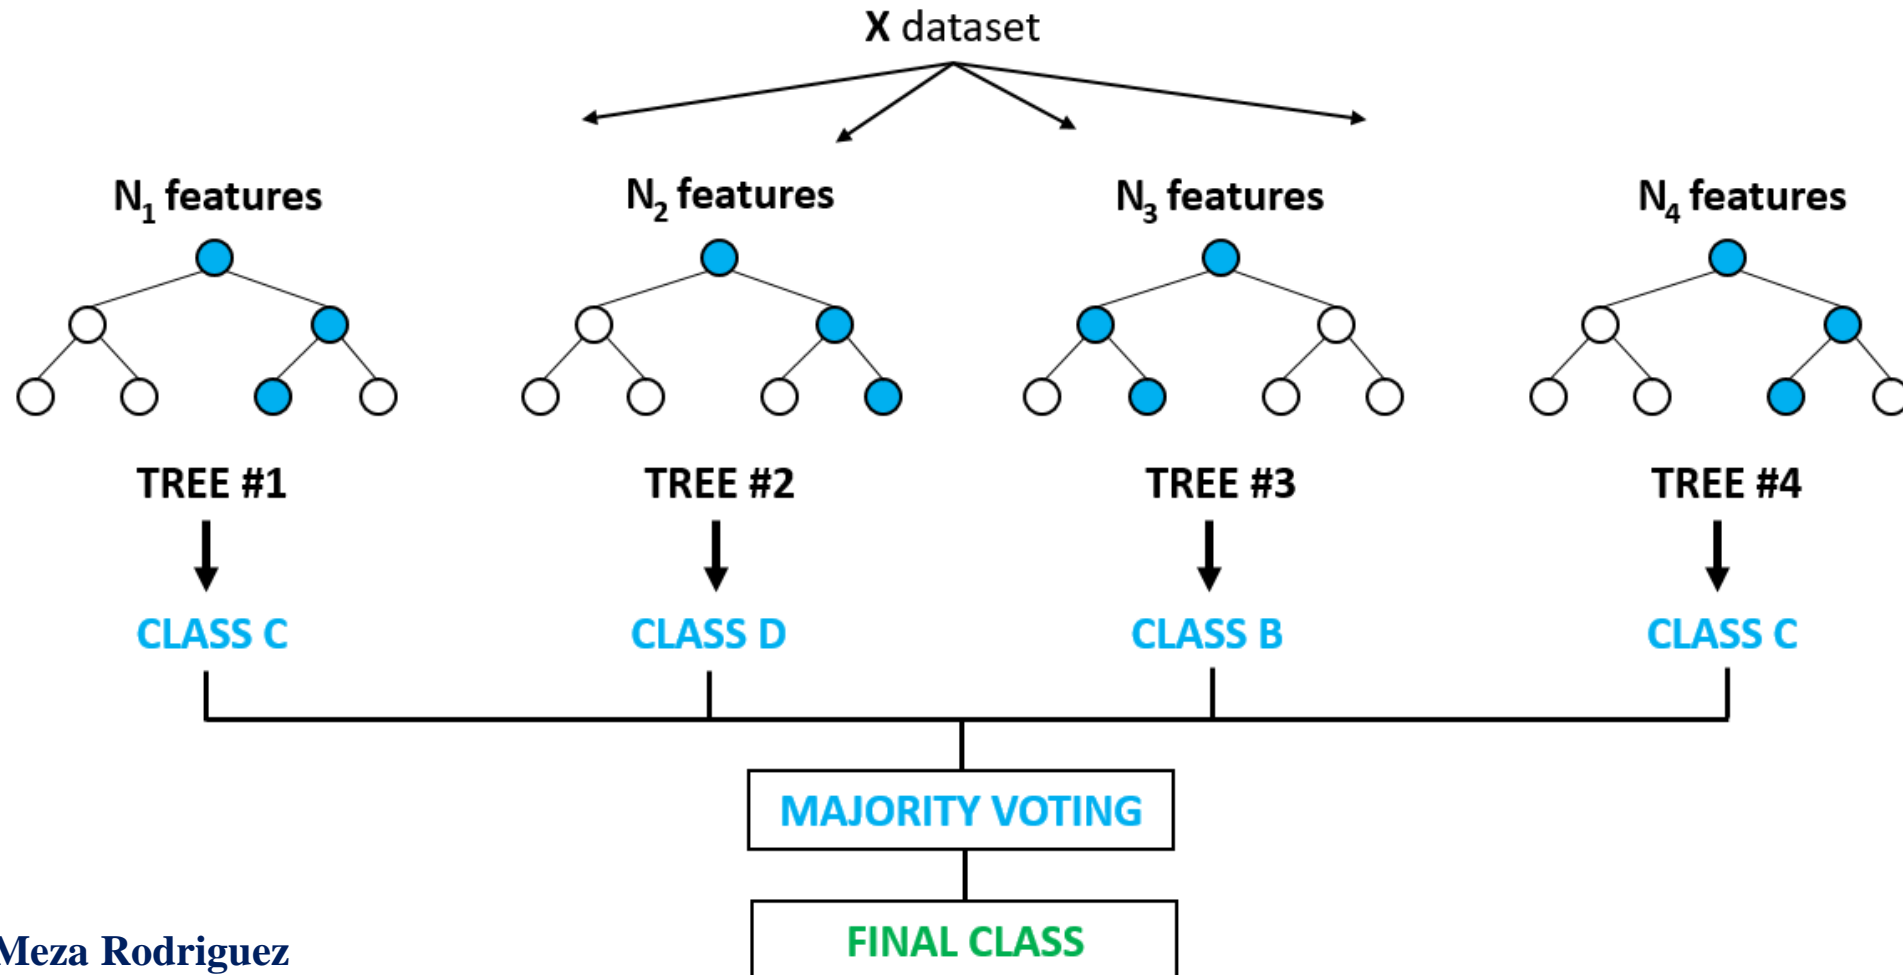 X dataset
N₁ features
N₂ features
N₃ features
N₄ features
TREE #1
TREE #2
TREE #3
TREE #4
CLASS C
CLASS D
CLASS B
CLASS C
MAJORITY VOTING
FINAL CLASS
Meza Rodriguez